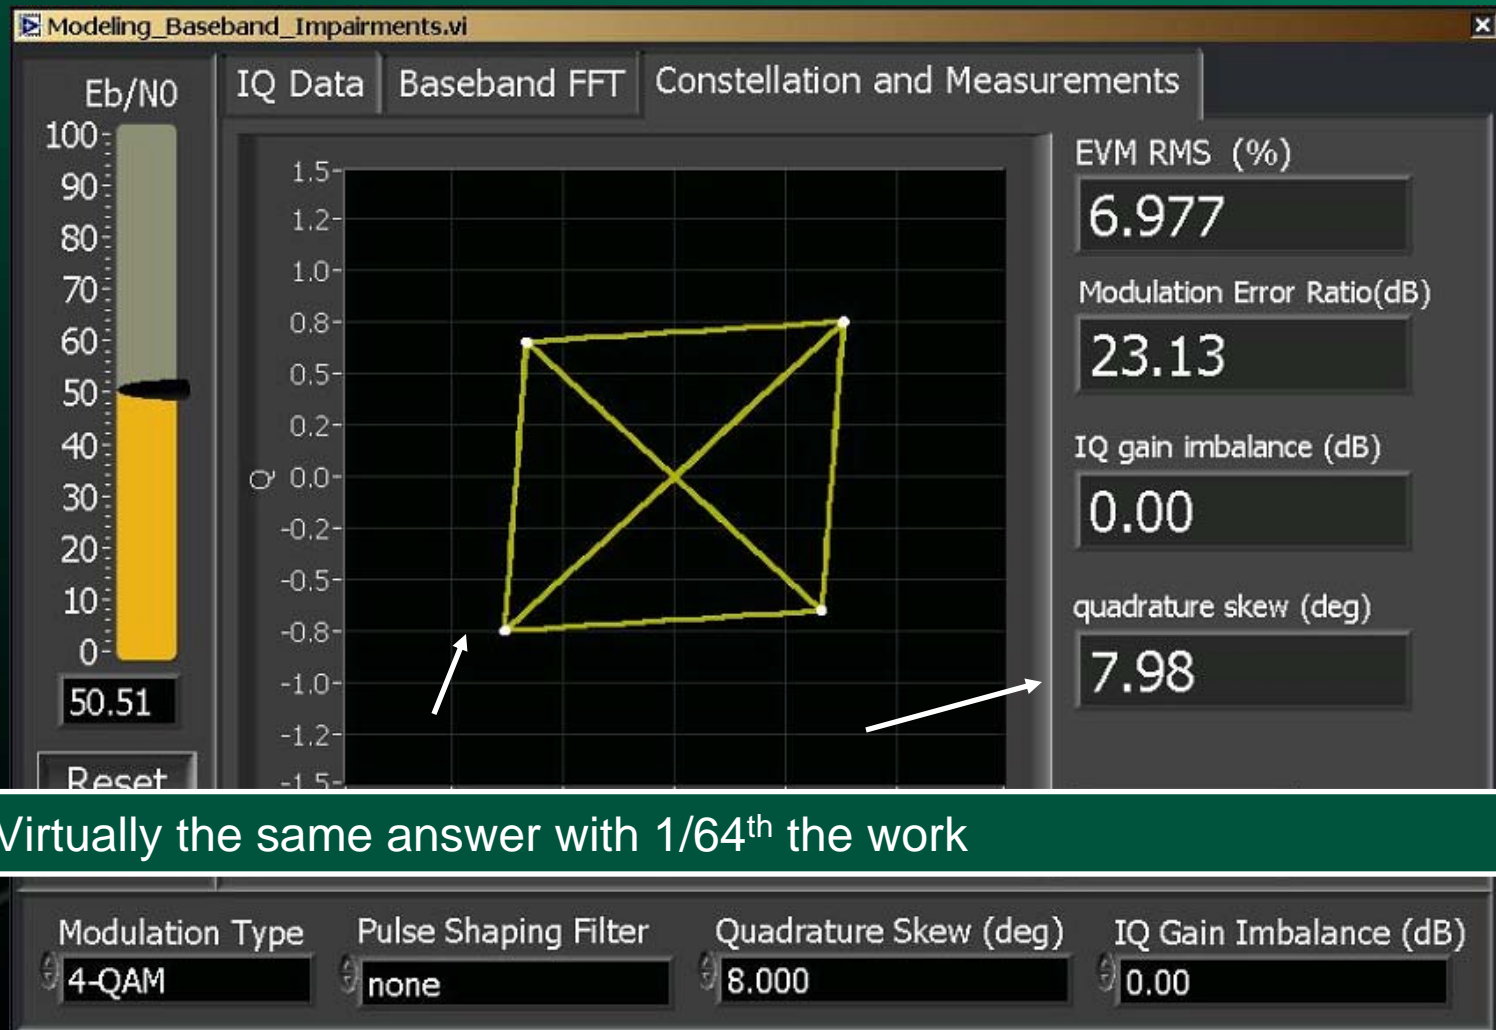 Modeling_Baseband_Impairments.vi
Eb/N0
100
90
80
70
60
50
40
30
20
10
0
50.51
Reset
IQ Data
Baseband FFT
Constellation and Measurements
Q
1.5
1.2
1.0
0.8
0.5
0.2
0.0
-0.2
-0.5
-0.8
-1.0
-1.2
-1.5
EVM RMS (%)
6.977
Modulation Error Ratio(dB)
23.13
IQ gain imbalance (dB)
0.00
quadrature skew (deg)
7.98
Virtually the same answer with 1/64th the work
Modulation Type
4-QAM
Pulse Shaping Filter
none
Quadrature Skew (deg)
8.000
IQ Gain Imbalance (dB)
0.00